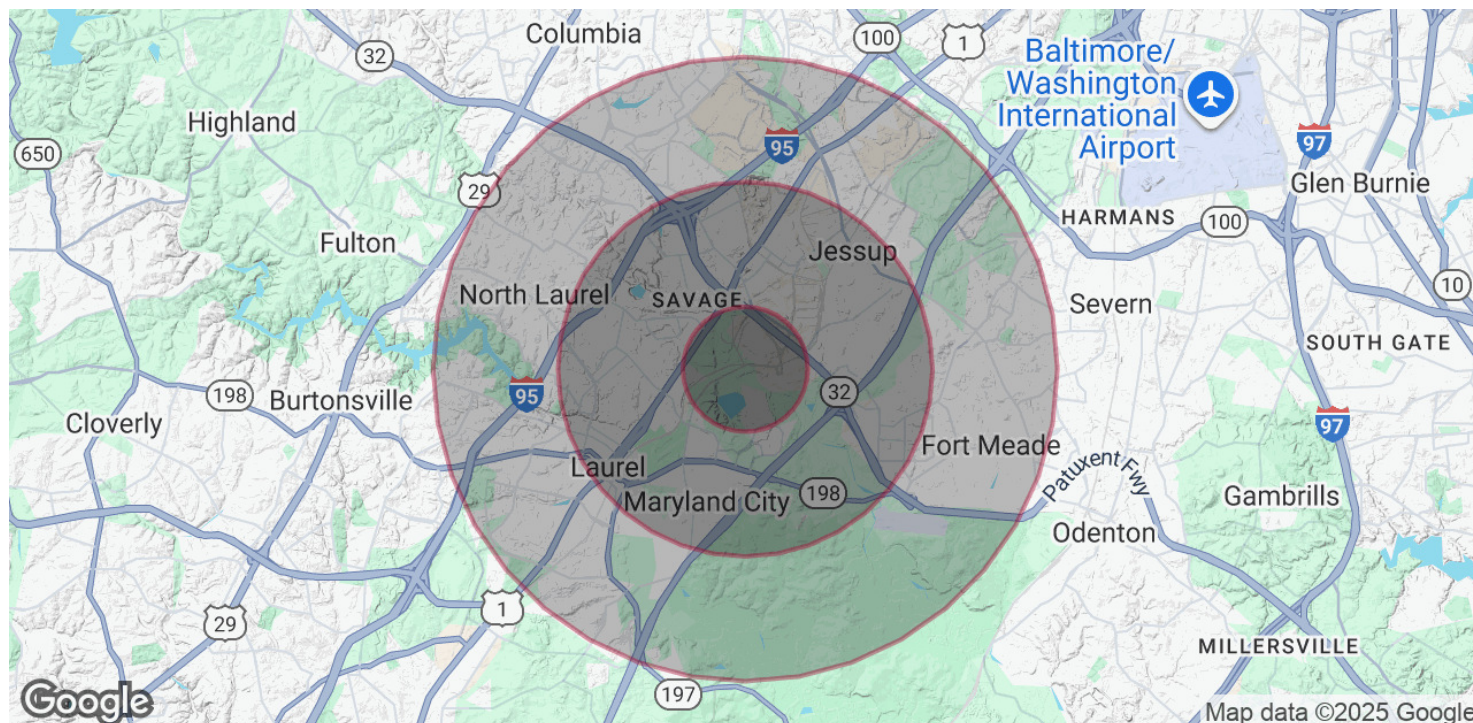 Columbia
100
1
32
Baltimore/
Washington
International
Airport
Highland
95
97
650
29
Glen Burnie
HARMANS
100
Fulton
Jessup
10
North Laurel
SAVAGE
Severn
SOUTH GATE
198
Burtonsville
95
32
Cloverly
97
Fort Meade
Laurel
Patuxent Fwy
Maryland City
198
Gambrills
Odenton
1
29
MILLERSVILLE
197
Google
Map data ©2025 Google